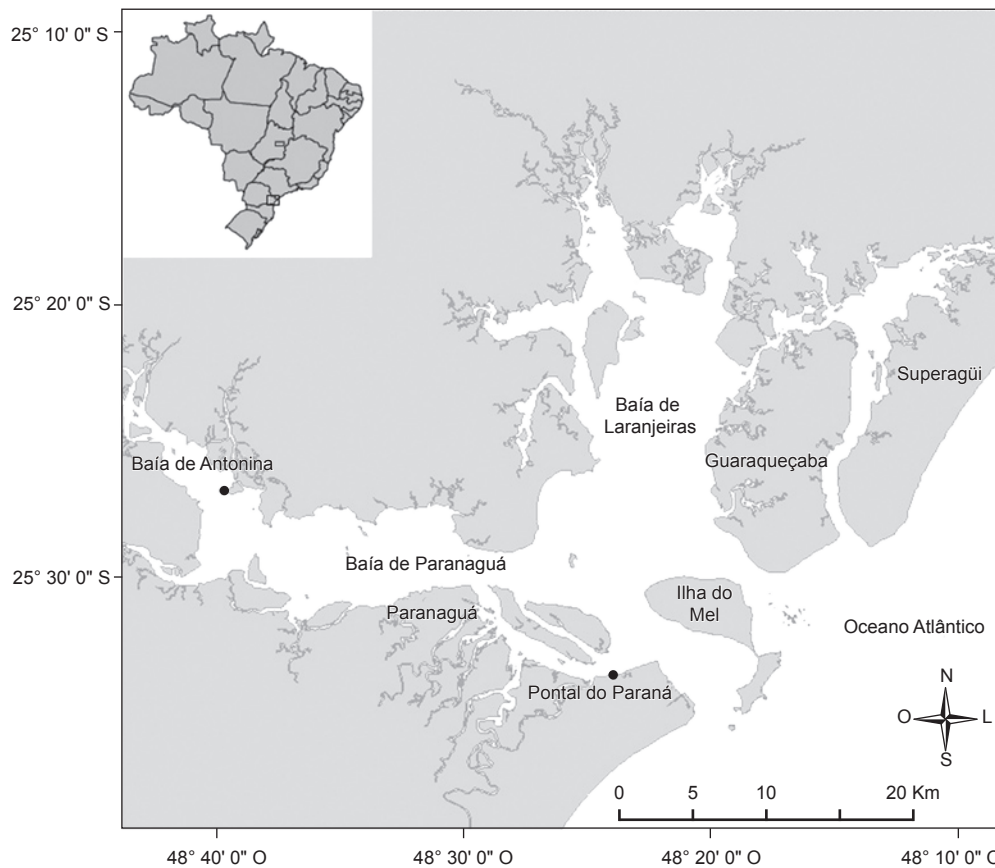 25° 10' 0" S
25° 20' 0" S
Superagüi
Baía de
Laranjeiras
Baía de Antonina
Guaraqueçaba
Baía de Paranaguá
25° 30' 0" S
Ilha do
Mel
Paranaguá
Oceano Atlântico
Pontal do Paraná
N
O
L
S
0 5 10 20 Km
48° 40' 0" O 48° 30' 0" O 48° 20' 0" O 48° 10' 0" O